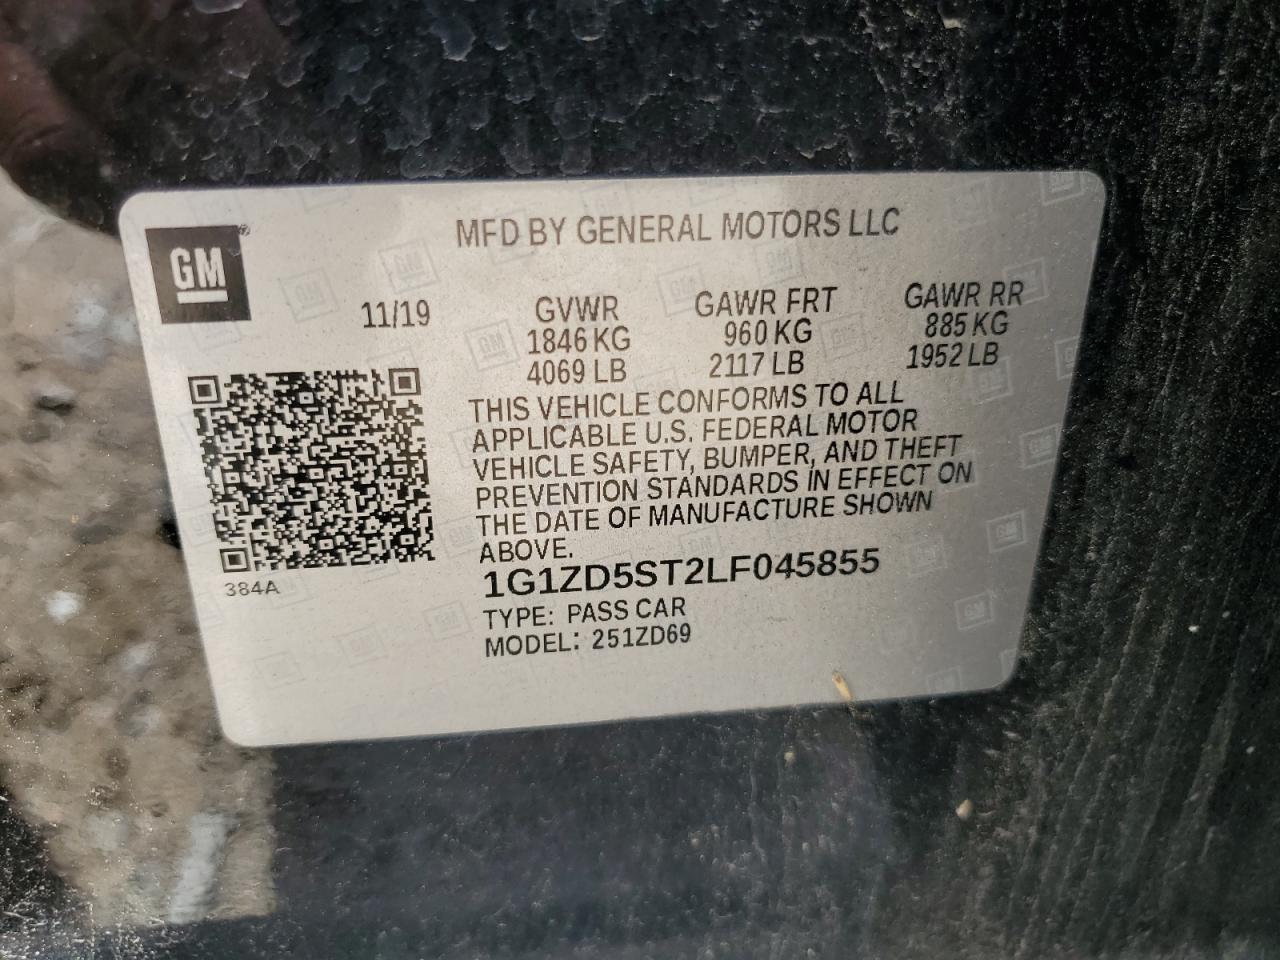 GM®
MFD BY GENERAL MOTORS LLC
11/19
GVWR GAWR FRT GAWR RR
1846 KG 960 KG 885 KG
4069 LB 2117 LB 1952 LB
THIS VEHICLE CONFORMS TO ALL
APPLICABLE U.S. FEDERAL MOTOR
VEHICLE SAFETY, BUMPER, AND THEFT
PREVENTION STANDARDS IN EFFECT ON
THE DATE OF MANUFACTURE SHOWN
ABOVE.
384A
1G1ZD5ST2LF045855
TYPE: PASS CAR
MODEL: 251ZD69